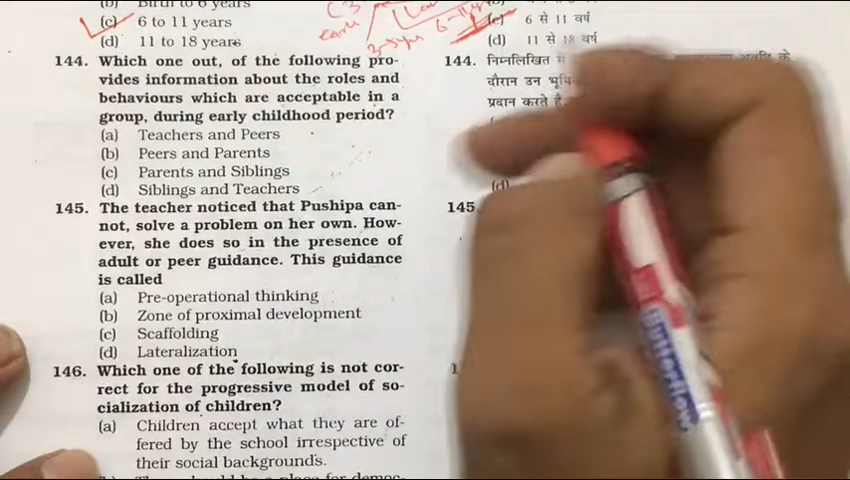 (b) Birth to 6 years
(c) 6 to 11 years
(d) 11 to 18 years
144. Which one out, of the following pro-
vides information about the roles and
behaviours which are acceptable in a
group, during early childhood period?
(a) Teachers and Peers
(b) Peers and Parents
(c) Parents and Siblings
(d) Siblings and Teachers
145. The teacher noticed that Pushipa can-
not, solve a problem on her own. How-
ever, she does so in the presence of
adult or peer guidance. This guidance
is called
(a) Pre-operational thinking
(b) Zone of proximal development
(c) Scaffolding
(d) Lateralization
146. Which one of the following is not cor-
rect for the progressive model of so-
cialization of children?
(a) Children accept what they are of-
fered by the school irrespective of
their social backgrounds.
early
(c) 6 से 11 वर्ष
(d) 11 से 18 वर्ष
144. निम्नलिखित में
दौरान उन
प्रदान करते
(d)
145.
Butterflow